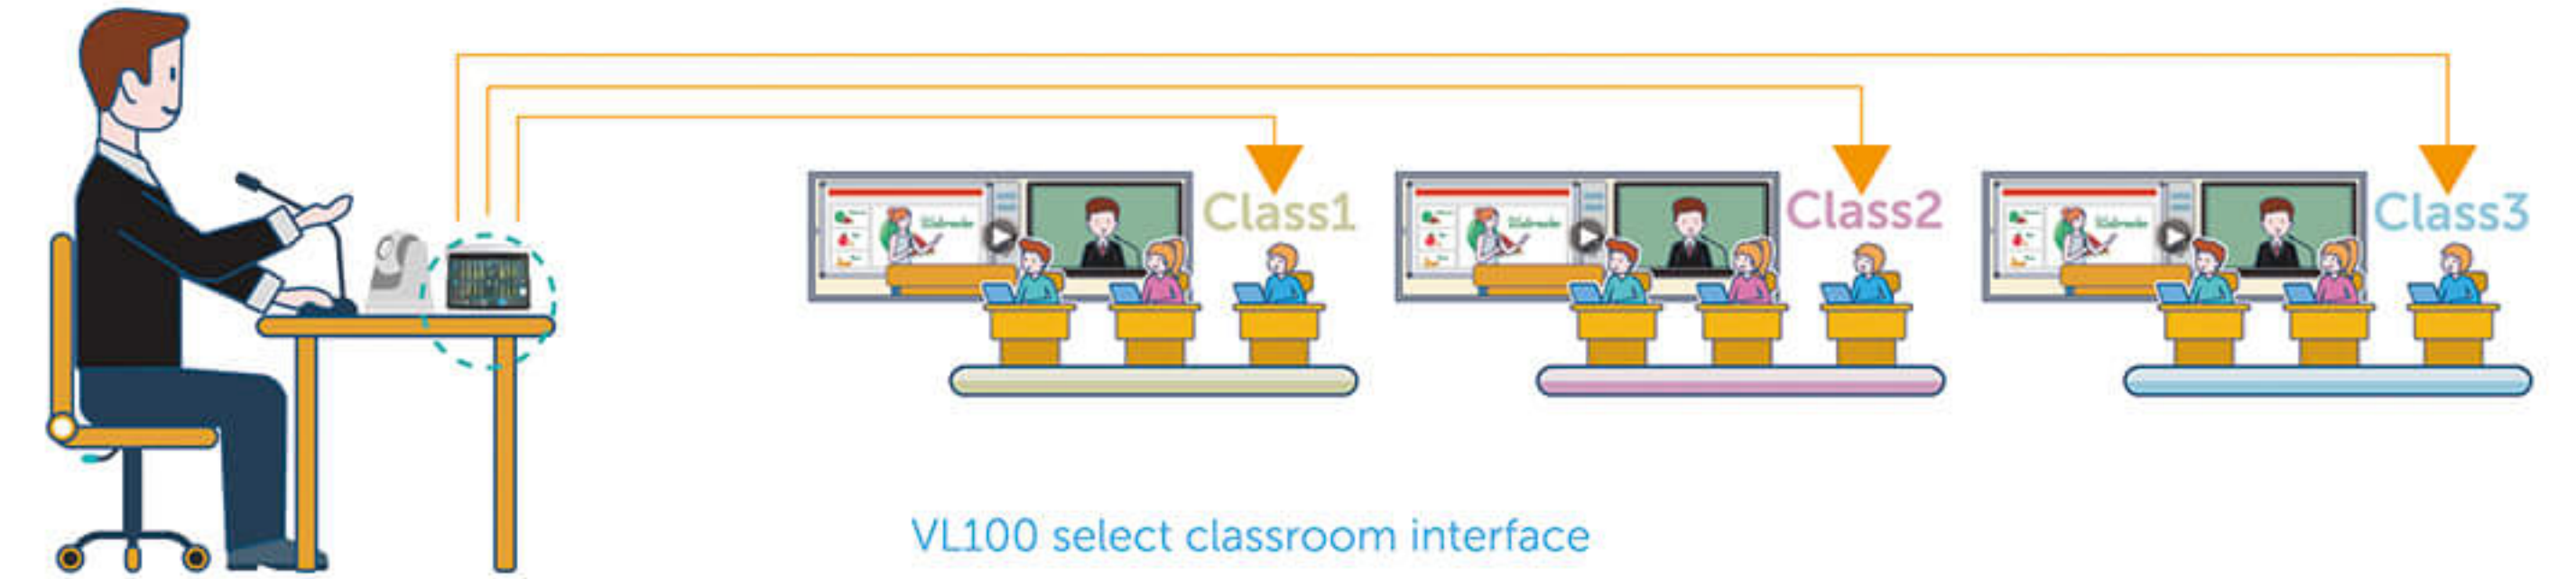 Class1
Class2
Class3
VL100 select classroom interface